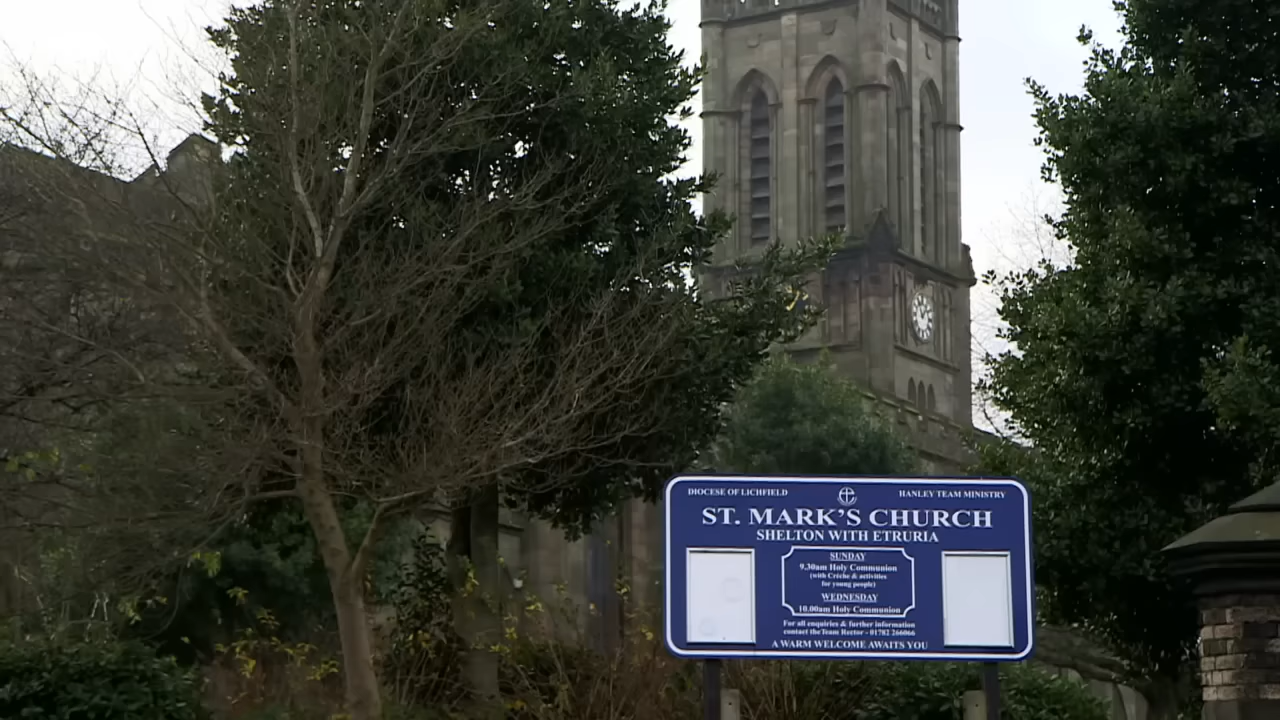 DIOCESE OF LICHFIELD
HANLEY TEAM MINISTRY
ST. MARK'S CHURCH
SHELTON WITH ETRURIA
SUNDAY
9.30am Holy Communion
(with Crèche & activities
for young people)
WEDNESDAY
10.00am Holy Communion
For all enquiries & further information
contact the Team Rector - 01782 266066
A WARM WELCOME AWAITS YOU